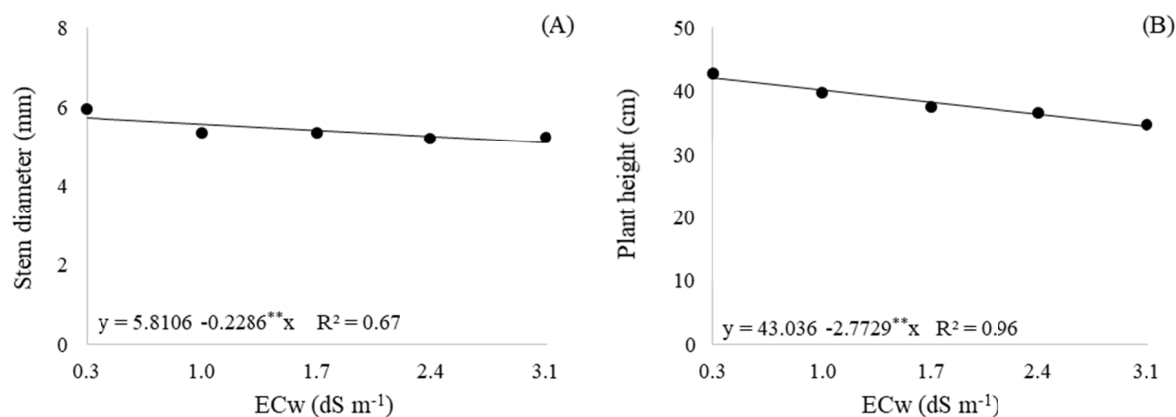 (A)
Stem diameter (mm)
8
6
4
2
0
y = 5.8106 -0.2286**x R² = 0.67
0.3 1.0 1.7 2.4 3.1
ECw (dS m⁻¹)
(B)
Plant height (cm)
50
40
30
20
10
0
y = 43.036 -2.7729**x R² = 0.96
0.3 1.0 1.7 2.4 3.1
ECw (dS m⁻¹)